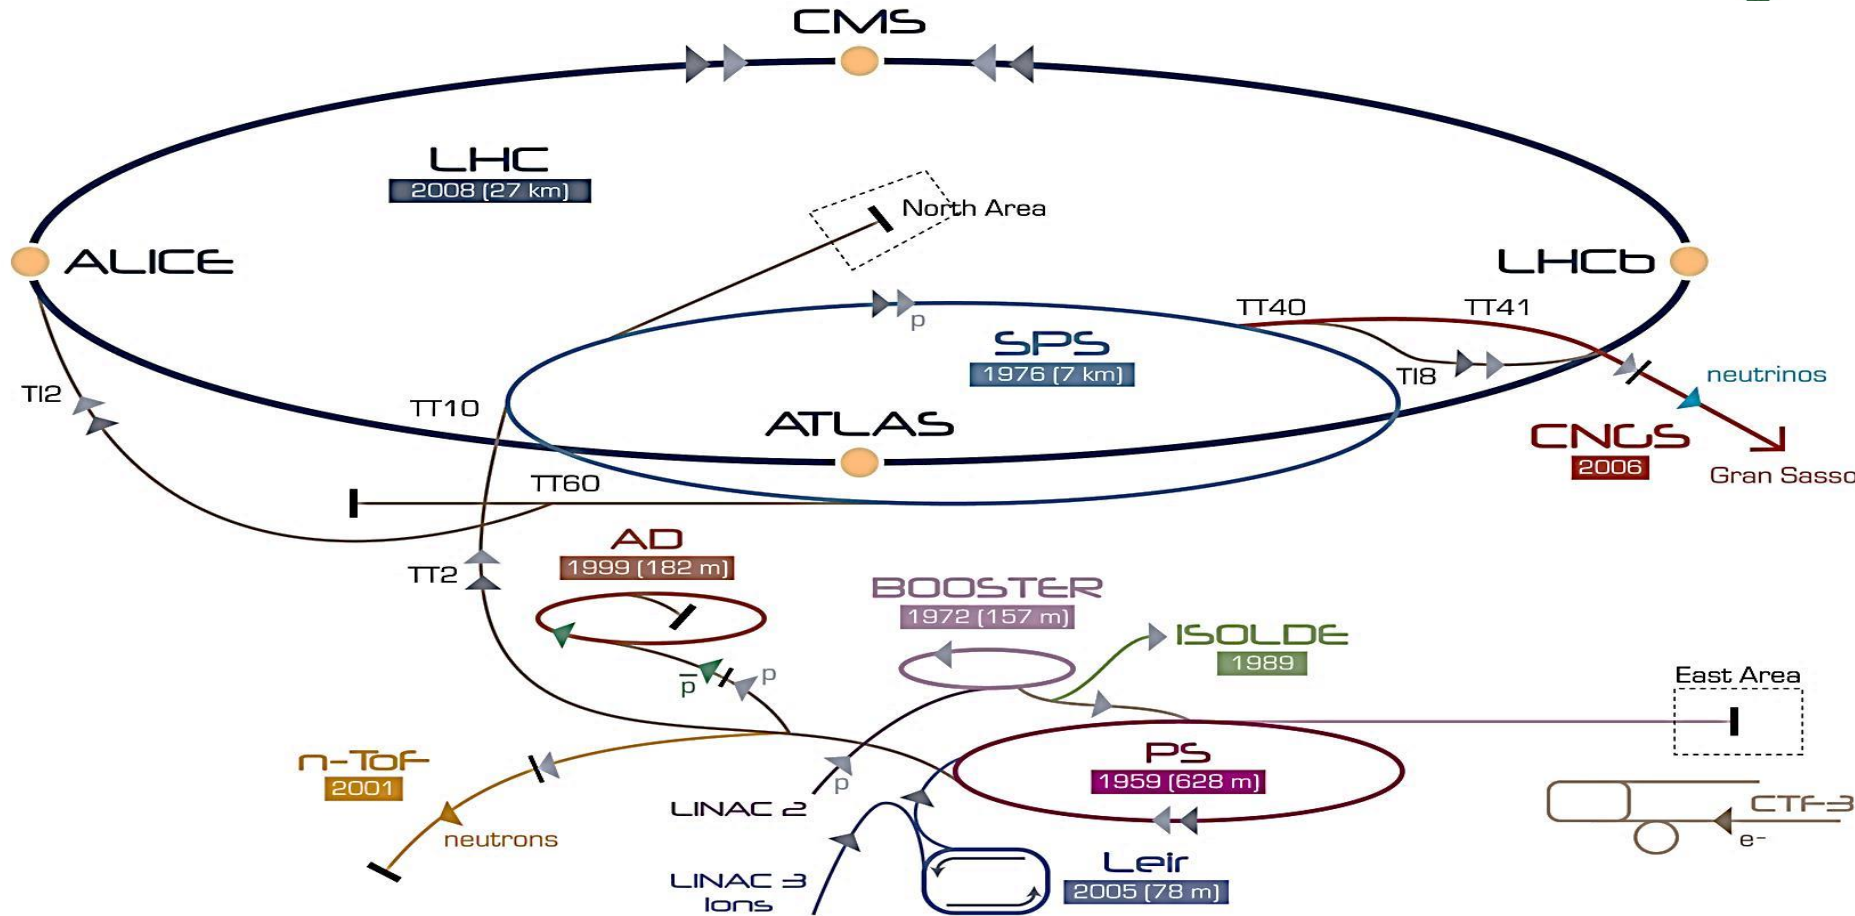 CMS
LHC
2008 (27 km)
North Area
ALICE
LHCb
TT40
TT41
p
SPS
1976 (7 km)
TI8
neutrinos
TI2
TT10
ATLAS
CNGS
2006
Gran Sasso
TT60
AD
1999 (182 m)
TT2
BOOSTER
1972 (157 m)
ISOLDE
1989
p
p̅
East Area
n-ToF
2001
PS
1959 (628 m)
p
LINAC 2
CTF-3
e-
neutrons
LINAC 3
Ions
Leir
2005 (78 m)